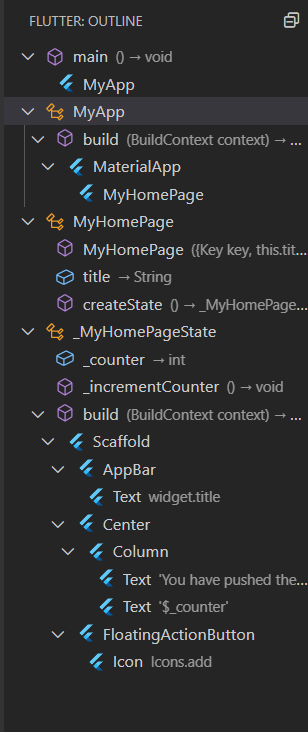 FLUTTER: OUTLINE
main () → void
MyApp
MyApp
build (BuildContext context) → ...
MaterialApp
MyHomePage
MyHomePage
MyHomePage ({Key key, this.tit...
title → String
createState () → _MyHomePage...
_MyHomePageState
_counter → int
_incrementCounter () → void
build (BuildContext context) → ...
Scaffold
AppBar
Text widget.title
Center
Column
Text 'You have pushed the...
Text '$_counter'
FloatingActionButton
Icon Icons.add